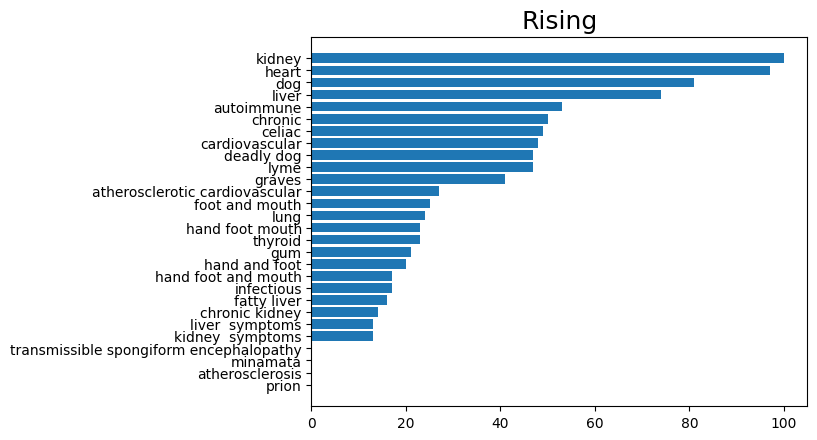 Rising
kidney
heart
dog
liver
autoimmune
chronic
celiac
cardiovascular
deadly dog
lyme
graves
atherosclerotic cardiovascular
foot and mouth
lung
hand foot mouth
thyroid
gum
hand and foot
hand foot and mouth
infectious
fatty liver
chronic kidney
liver  symptoms
kidney  symptoms
transmissible spongiform encephalopathy
minamata
atherosclerosis
prion
0 20 40 60 80 100